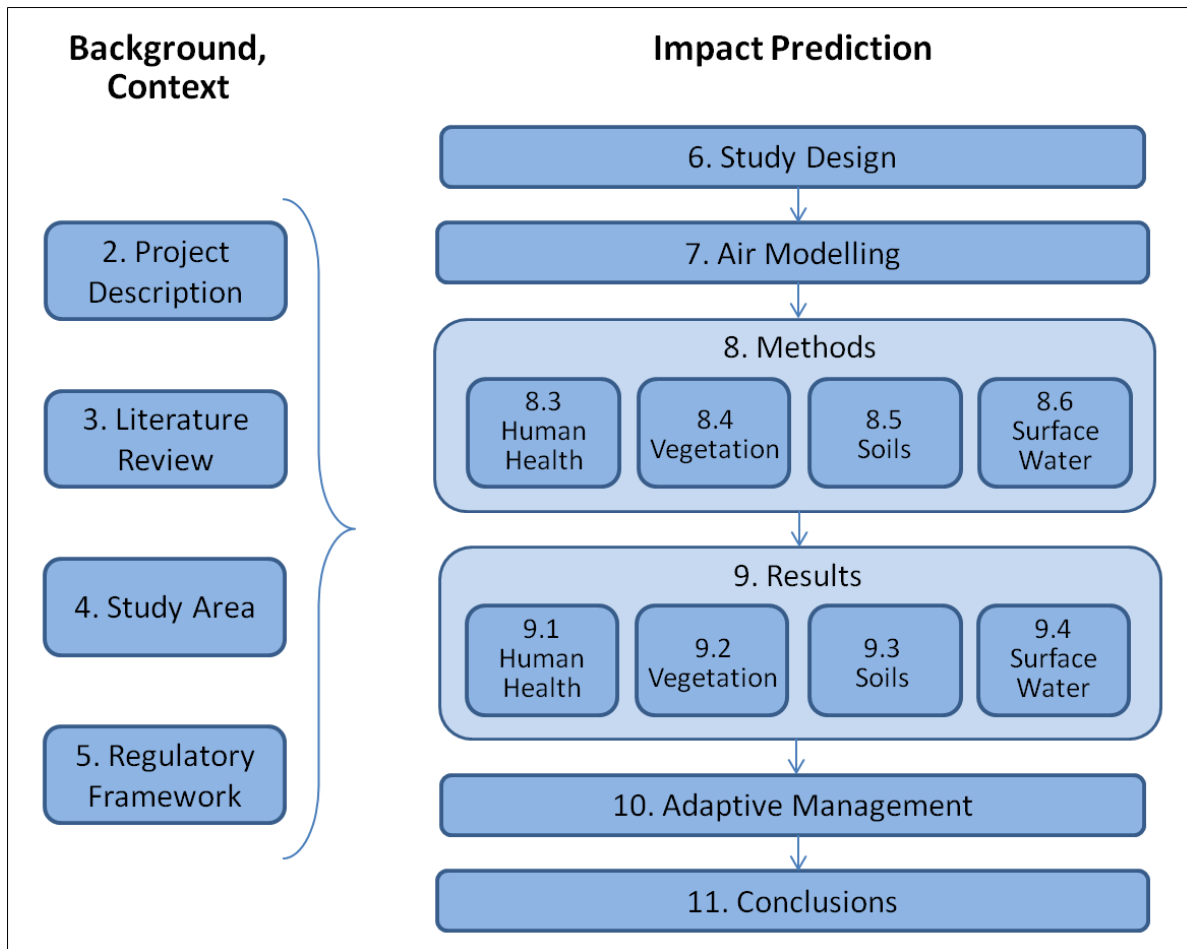 Background,
Context
2. Project
Description
3. Literature
Review
4. Study Area
5. Regulatory
Framework
Impact Prediction
6. Study Design
7. Air Modelling
8. Methods
8.3
Human
Health
8.4
Vegetation
8.5
Soils
8.6
Surface
Water
9. Results
9.1
Human
Health
9.2
Vegetation
9.3
Soils
9.4
Surface
Water
10. Adaptive Management
11. Conclusions